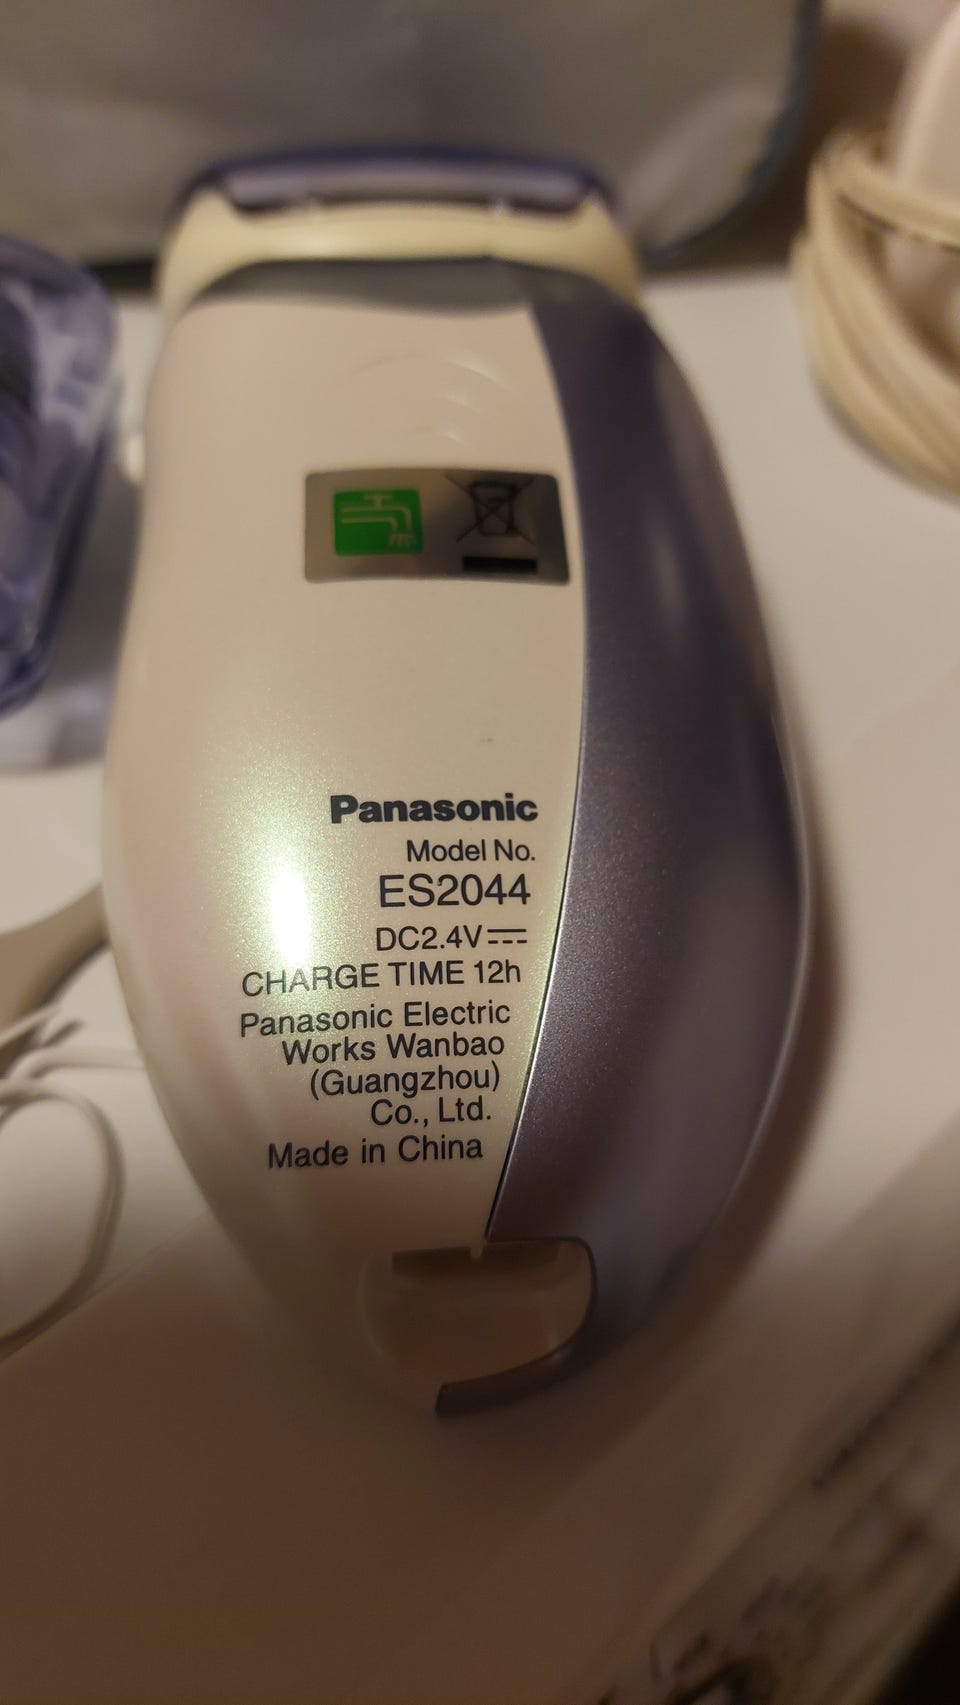 Panasonic
Model No.
ES2044
DC2.4V
CHARGE TIME 12h
Panasonic Electric
Works Wanbao
(Guangzhou)
Co., Ltd.
Made in China